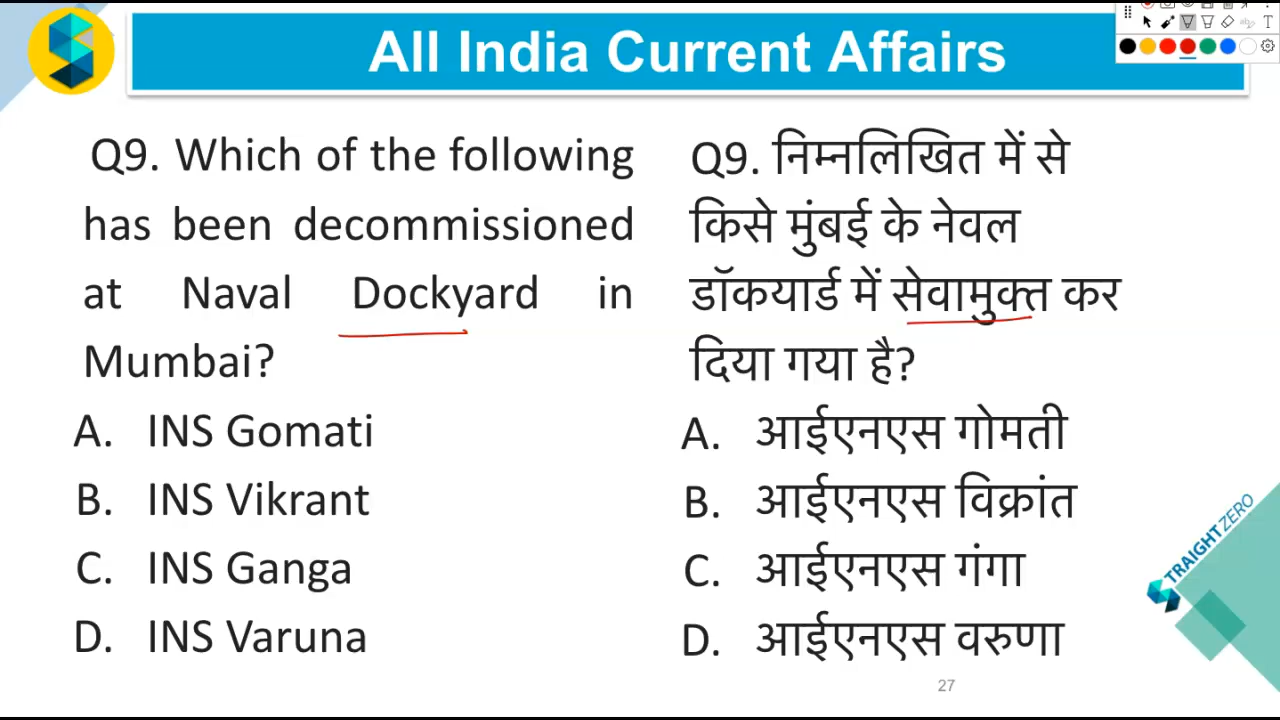 All India Current Affairs
Q9. Which of the following
has been decommissioned
at Naval Dockyard in
Mumbai?
A. INS Gomati
B. INS Vikrant
C. INS Ganga
D. INS Varuna
Q9. निम्नलिखित में से
किसे मुंबई के नेवल
डॉकयार्ड में सेवामुक्त कर
दिया गया है?
A. आईएनएस गोमती
B. आईएनएस विक्रांत
C. आईएनएस गंगा
D. आईएनएस वरुणा
TRAIGHTZERO
27